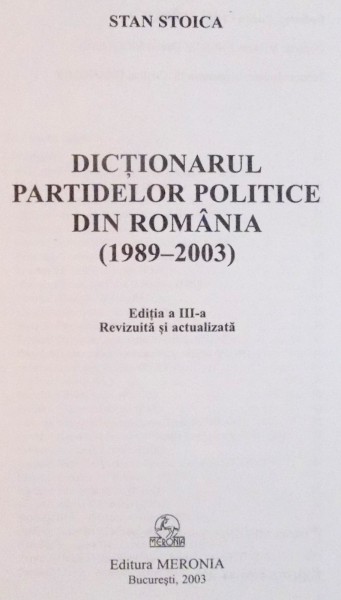 STAN STOICA
DICȚIONARUL
PARTIDELOR POLITICE
DIN ROMÂNIA
(1989–2003)
Ediția a III-a
Revizuită și actualizată
MERONIA
Editura MERONIA
București, 2003